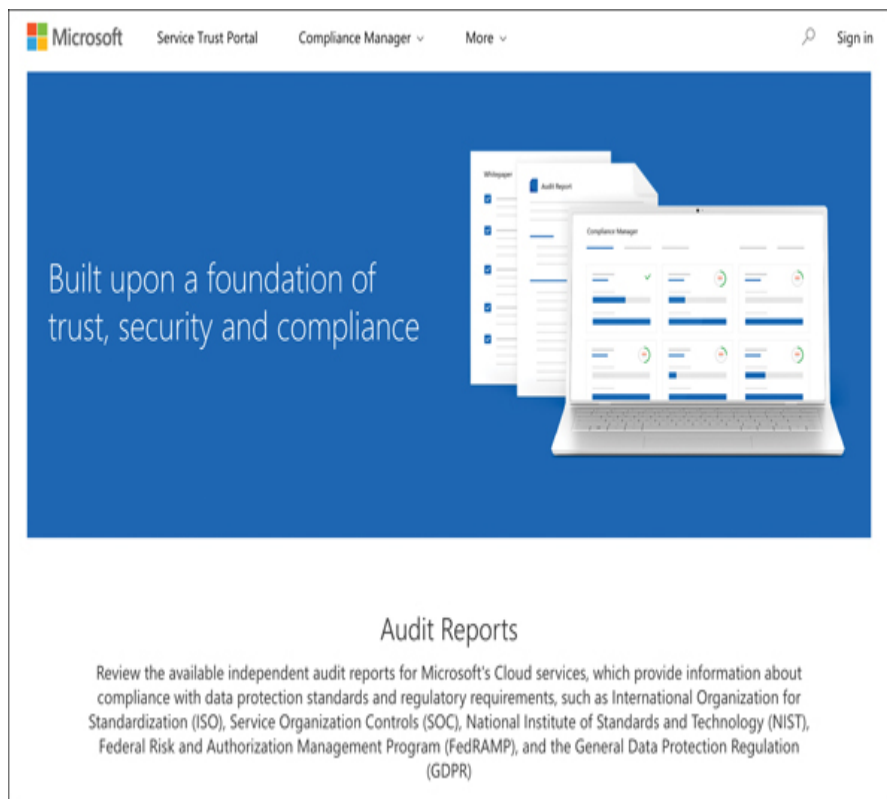 Microsoft Service Trust Portal Compliance Manager More Sign in
Whitepaper
Audit Report
Compliance Manager
Built upon a foundation of
trust, security and compliance
Audit Reports
Review the available independent audit reports for Microsoft's Cloud services, which provide information about
compliance with data protection standards and regulatory requirements, such as International Organization for
Standardization (ISO), Service Organization Controls (SOC), National Institute of Standards and Technology (NIST),
Federal Risk and Authorization Management Program (FedRAMP), and the General Data Protection Regulation
(GDPR)